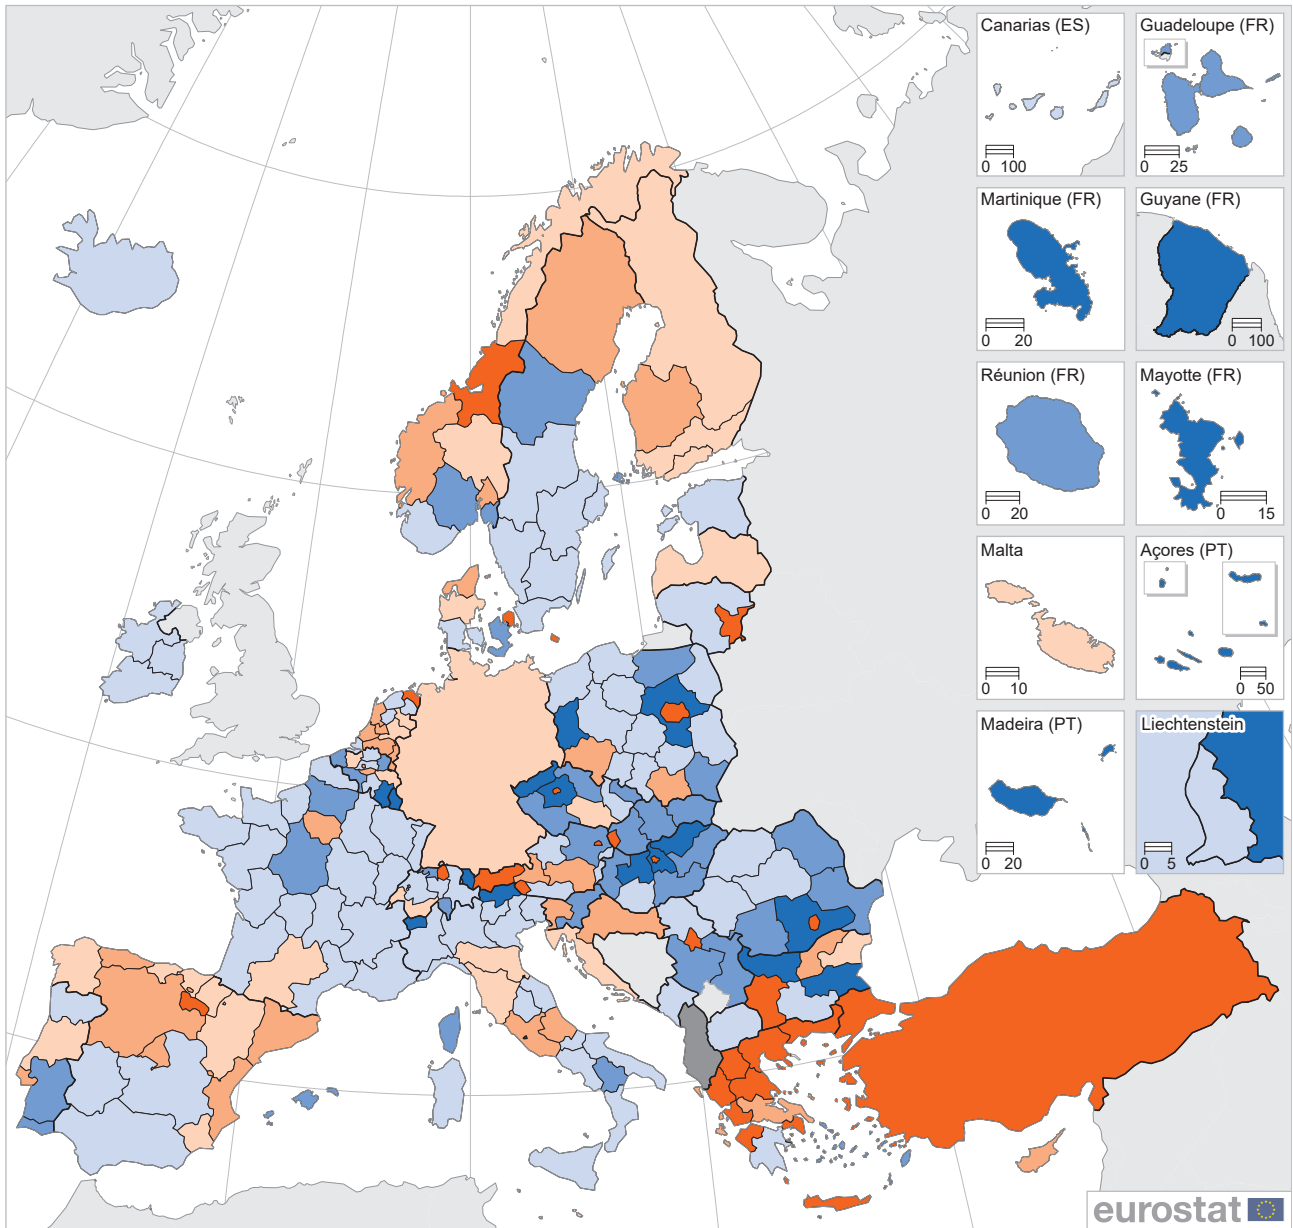 Canarias (ES)
0 100
Guadeloupe (FR)
0 25
Martinique (FR)
0 20
Guyane (FR)
0 100
Réunion (FR)
0 20
Mayotte (FR)
0 15
Malta
0 10
Açores (PT)
0 50
Madeira (PT)
0 20
Liechtenstein
0 5
eurostat